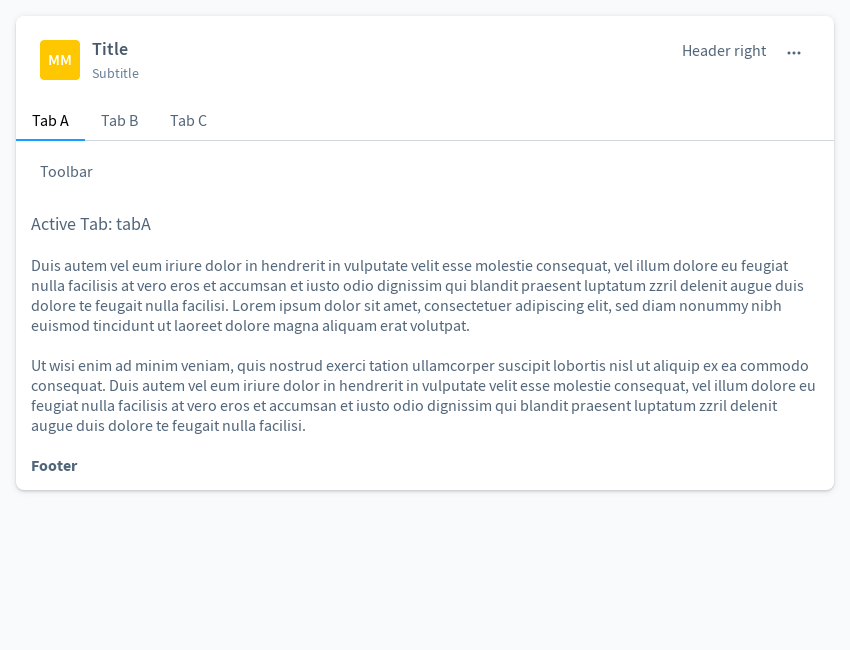 MM
Title
Subtitle
Header right
Tab A
Tab B
Tab C
Toolbar
Active Tab: tabA
Duis autem vel eum iriure dolor in hendrerit in vulputate velit esse molestie consequat, vel illum dolore eu feugiat
nulla facilisis at vero eros et accumsan et iusto odio dignissim qui blandit praesent luptatum zzril delenit augue duis
dolore te feugait nulla facilisi. Lorem ipsum dolor sit amet, consectetuer adipiscing elit, sed diam nonummy nibh
euismod tincidunt ut laoreet dolore magna aliquam erat volutpat.
Ut wisi enim ad minim veniam, quis nostrud exerci tation ullamcorper suscipit lobortis nisl ut aliquip ex ea commodo
consequat. Duis autem vel eum iriure dolor in hendrerit in vulputate velit esse molestie consequat, vel illum dolore eu
feugiat nulla facilisis at vero eros et accumsan et iusto odio dignissim qui blandit praesent luptatum zzril delenit
augue duis dolore te feugait nulla facilisi.
Footer